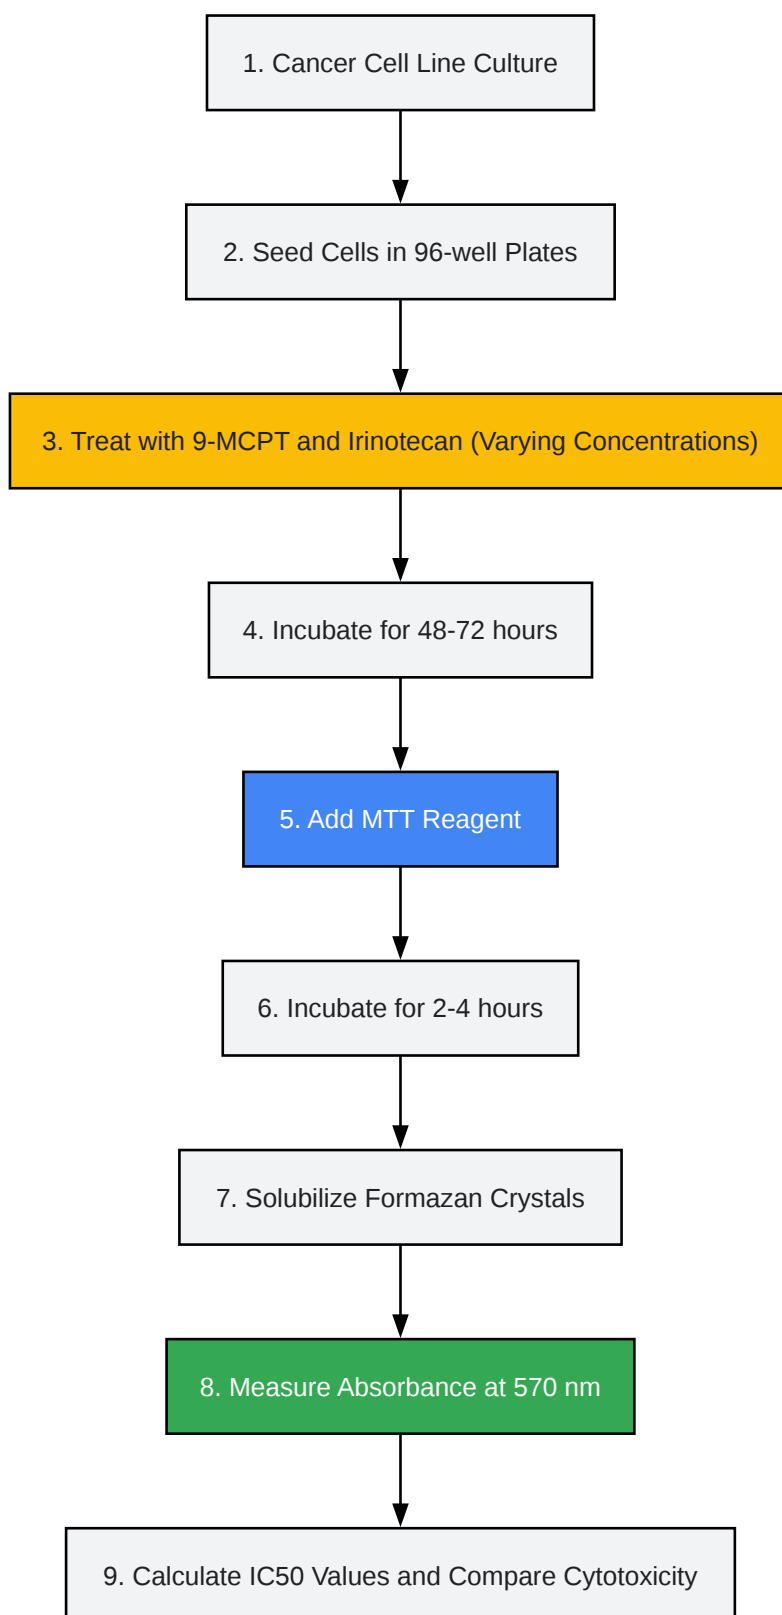 1. Cancer Cell Line Culture
2. Seed Cells in 96-well Plates
3. Treat with 9-MCPT and Irinotecan (Varying Concentrations)
4. Incubate for 48-72 hours
5. Add MTT Reagent
6. Incubate for 2-4 hours
7. Solubilize Formazan Crystals
8. Measure Absorbance at 570 nm
9. Calculate IC50 Values and Compare Cytotoxicity